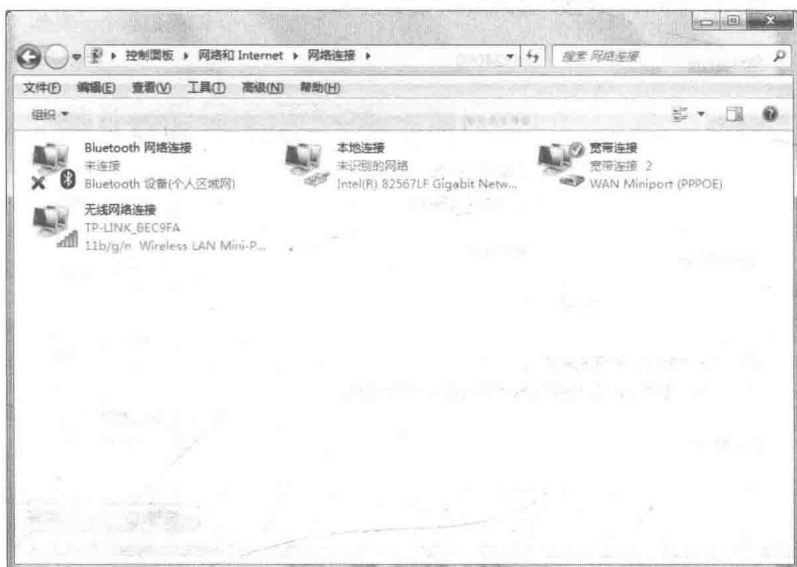 控制面板 ▸ 网络和 Internet ▸ 网络连接 ▸
搜索 网络连接
文件(F) 编辑(E) 查看(V) 工具(T) 高级(N) 帮助(H)
组织 ▼
Bluetooth 网络连接
未连接
Bluetooth 设备(个人区域网)
本地连接
未识别的网络
Intel(R) 82567LF Gigabit Netw...
宽带连接
宽带连接 2
WAN Miniport (PPPOE)
无线网络连接
TP-LINK_BEC9FA
11b/g/n Wireless LAN Mini-P...